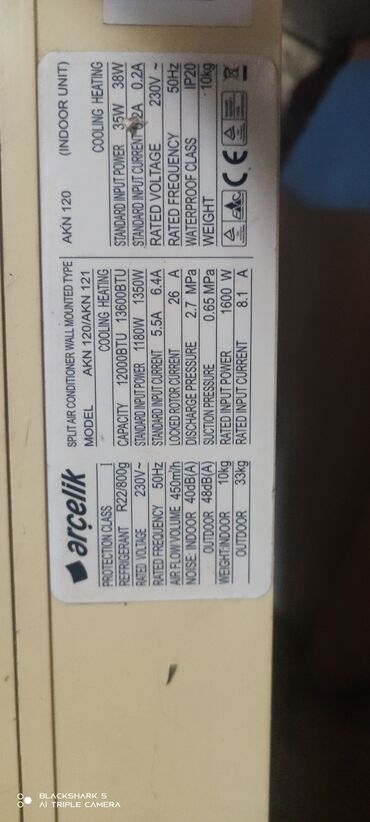 arçelik
PROTECTION CLASS I
REFRIGERANT R22/800g
RATED VOLTAGE 230V~
RATED FREQUENCY 50Hz
AIR FLOW VOLUME 450m³/h
NOISE: INDOOR 40dB(A)
OUTDOOR 48dB(A)
WEIGHT:INDOOR 10kg
OUTDOOR 33kg
SPLIT AIR CONDITIONER WALL MOUNTED TYPE
MODEL AKN 120/AKN 121
COOLING HEATING
CAPACITY 12000BTU 13600BTU
STANDARD INPUT POWER 1180W 1350W
STANDARD INPUT CURRENT 5.5A 6.4A
LOCKED ROTOR CURRENT 26 A
DISCHARGE PRESSURE 2.7 MPa
SUCTION PRESSURE 0.65 MPa
RATED INPUT POWER 1600 W
RATED INPUT CURRENT 8.1 A
AKN 120 (INDOOR UNIT)
COOLING HEATING
STANDARD INPUT POWER 35W 38W
STANDARD INPUT CURRENT 0.2A 0.2A
RATED VOLTAGE 230V ~
RATED FREQUENCY 50Hz
WATERPROOF CLASS IP20
WEIGHT 10kg
CE
BLACKSHARK 5
AI TRIPLE CAMERA